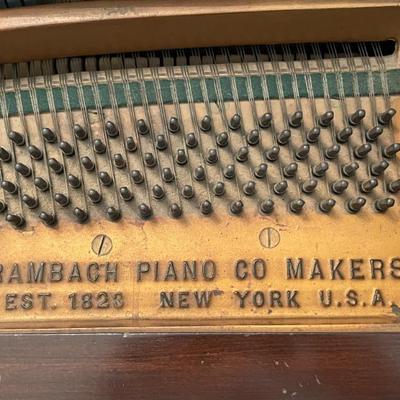 RAMBACH PIANO CO MAKERS
EST. 1823 NEW YORK U.S.A.